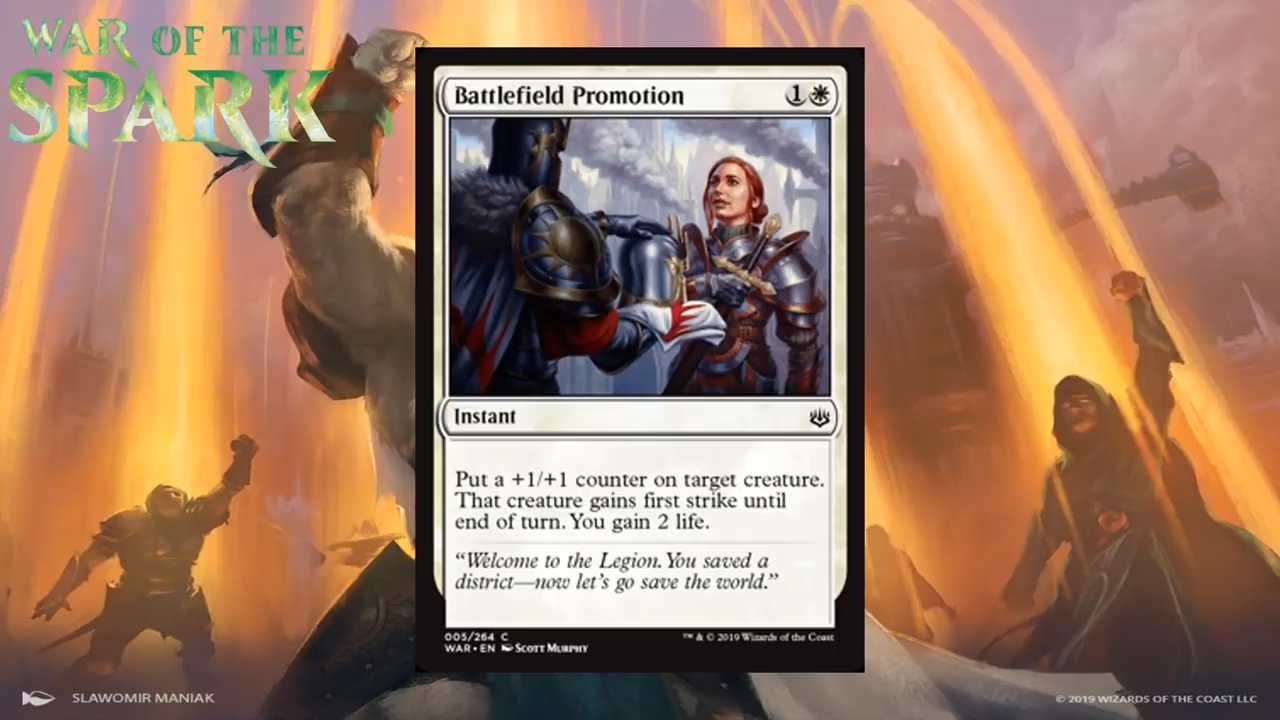 WAR OF THE
SPARK
Battlefield Promotion 1
Instant
Put a +1/+1 counter on target creature.
That creature gains first strike until
end of turn. You gain 2 life.
“Welcome to the Legion. You saved a
district—now let’s go save the world.”
005/264 C
WAR • EN SCOTT MURPHY
™ & © 2019 Wizards of the Coast
SLAWOMIR MANIAK
© 2019 WIZARDS OF THE COAST LLC